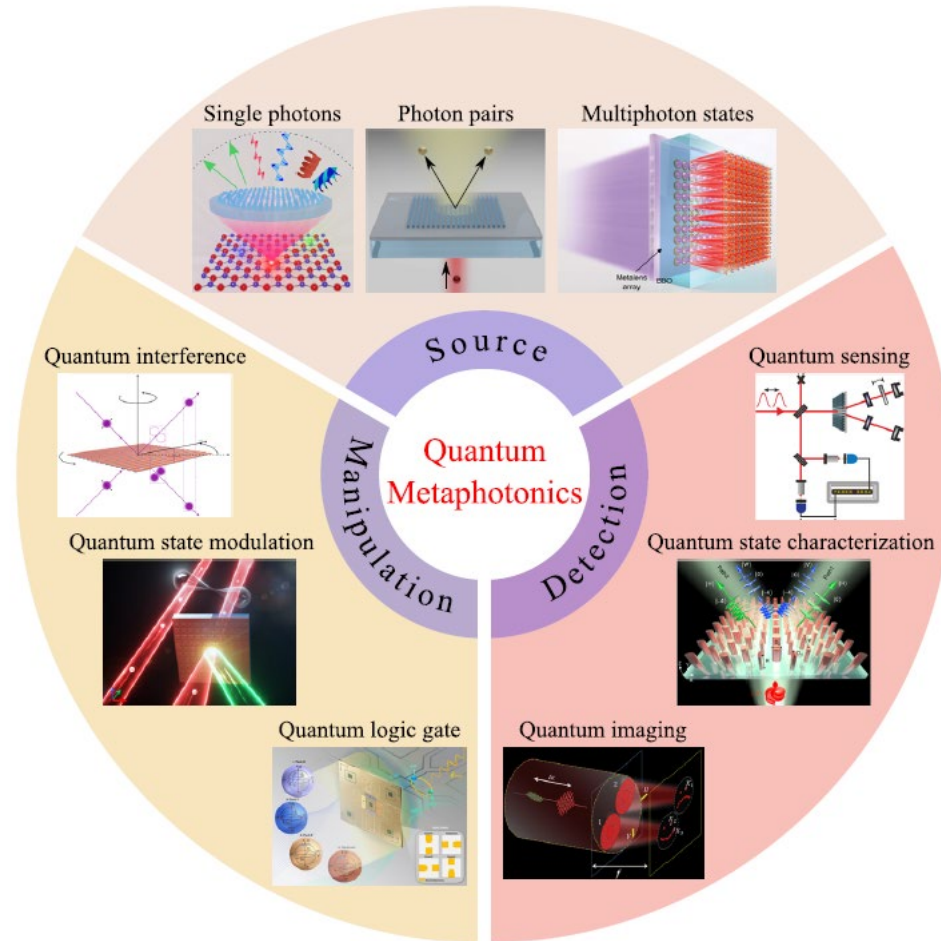 Single photons
Photon pairs
Multiphoton states
Metalens
array
BBO
Source
Quantum interference
Quantum sensing
Manipulation
Quantum
Metaphotonics
Detection
Quantum state modulation
Quantum state characterization
Quantum logic gate
Quantum imaging